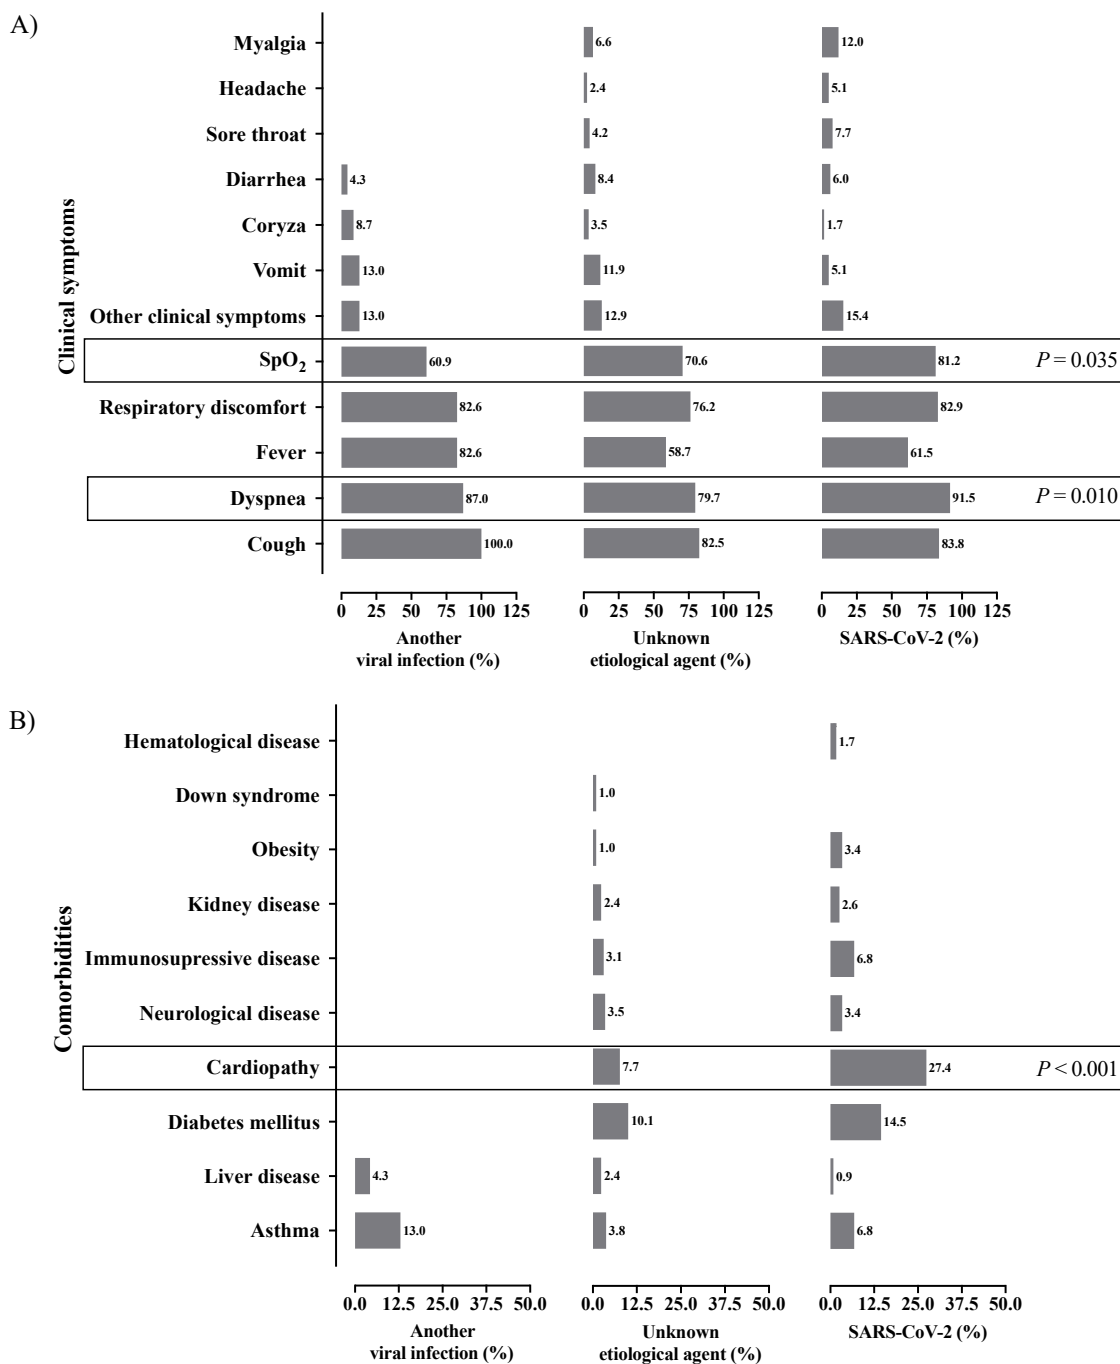 A)
Clinical symptoms
Myalgia 6.6 12.0
Headache 2.4 5.1
Sore throat 4.2 7.7
Diarrhea 4.3 8.4 6.0
Coryza 8.7 3.5 1.7
Vomit 13.0 11.9 5.1
Other clinical symptoms 13.0 12.9 15.4
SpO2 60.9 70.6 81.2 P = 0.035
Respiratory discomfort 82.6 76.2 82.9
Fever 82.6 58.7 61.5
Dyspnea 87.0 79.7 91.5 P = 0.010
Cough 100.0 82.5 83.8
0 25 50 75 100 125 0 25 50 75 100 125 0 25 50 75 100 125
Another Unknown SARS-CoV-2 (%)
viral infection (%) etiological agent (%)
B)
Comorbidities
Hematological disease 1.7
Down syndrome 1.0
Obesity 1.0 3.4
Kidney disease 2.4 2.6
Immunosupressive disease 3.1 6.8
Neurological disease 3.5 3.4
Cardiopathy 7.7 27.4 P < 0.001
Diabetes mellitus 10.1 14.5
Liver disease 4.3 2.4 0.9
Asthma 13.0 3.8 6.8
0.0 12.5 25.0 37.5 50.0 0.0 12.5 25.0 37.5 50.0 0.0 12.5 25.0 37.5 50.0
Another Unknown SARS-CoV-2 (%)
viral infection (%) etiological agent (%)